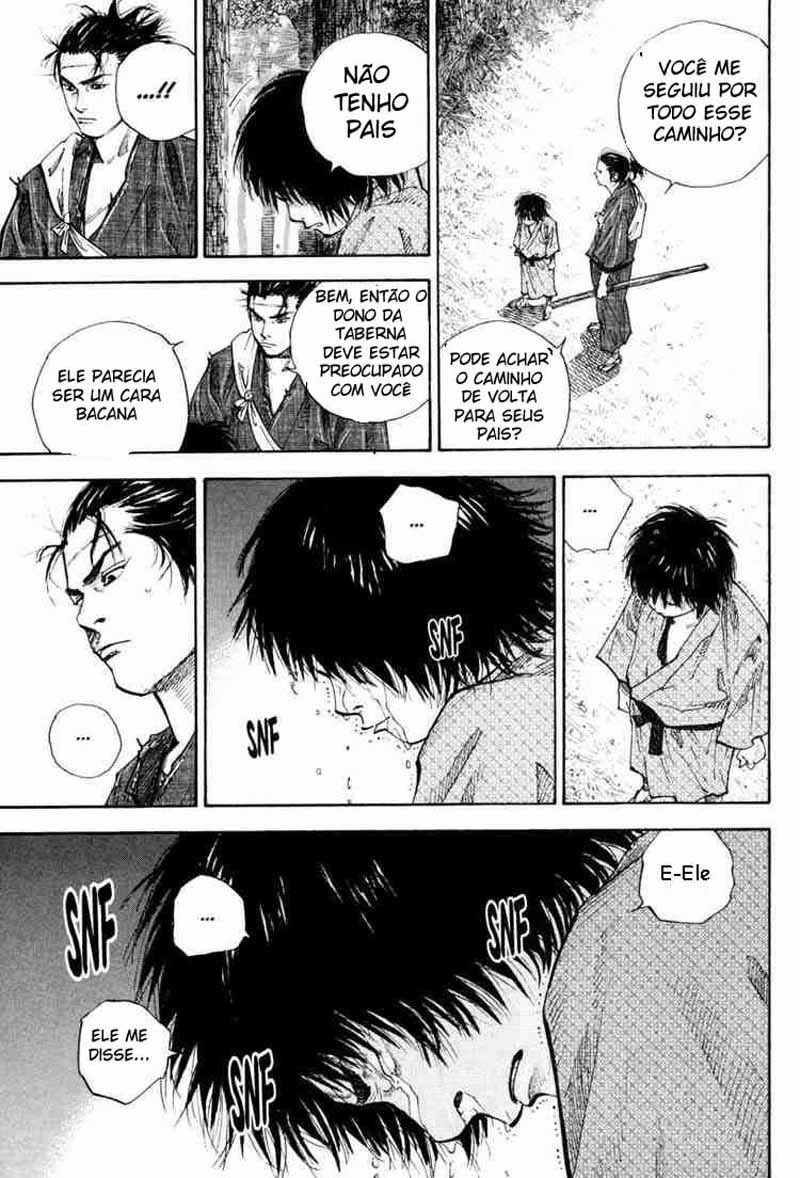 VOCÊ ME
SEGUIU POR
TODO ESSE
CAMINHO?
PODE ACHAR
O CAMINHO
DE VOLTA
PARA SEUS
PAIS?
NÃO
TENHO
PAIS
...!!
BEM, ENTÃO O
DONO DA
TABERNA
DEVE ESTAR
PREOCUPADO
COM VOCÊ
ELE PARECIA
SER UM CARA
BACANA
...
...
SNF
SNF
...
E-Ele
SNF
...
SNF
ELE ME
DISSE...
SNF